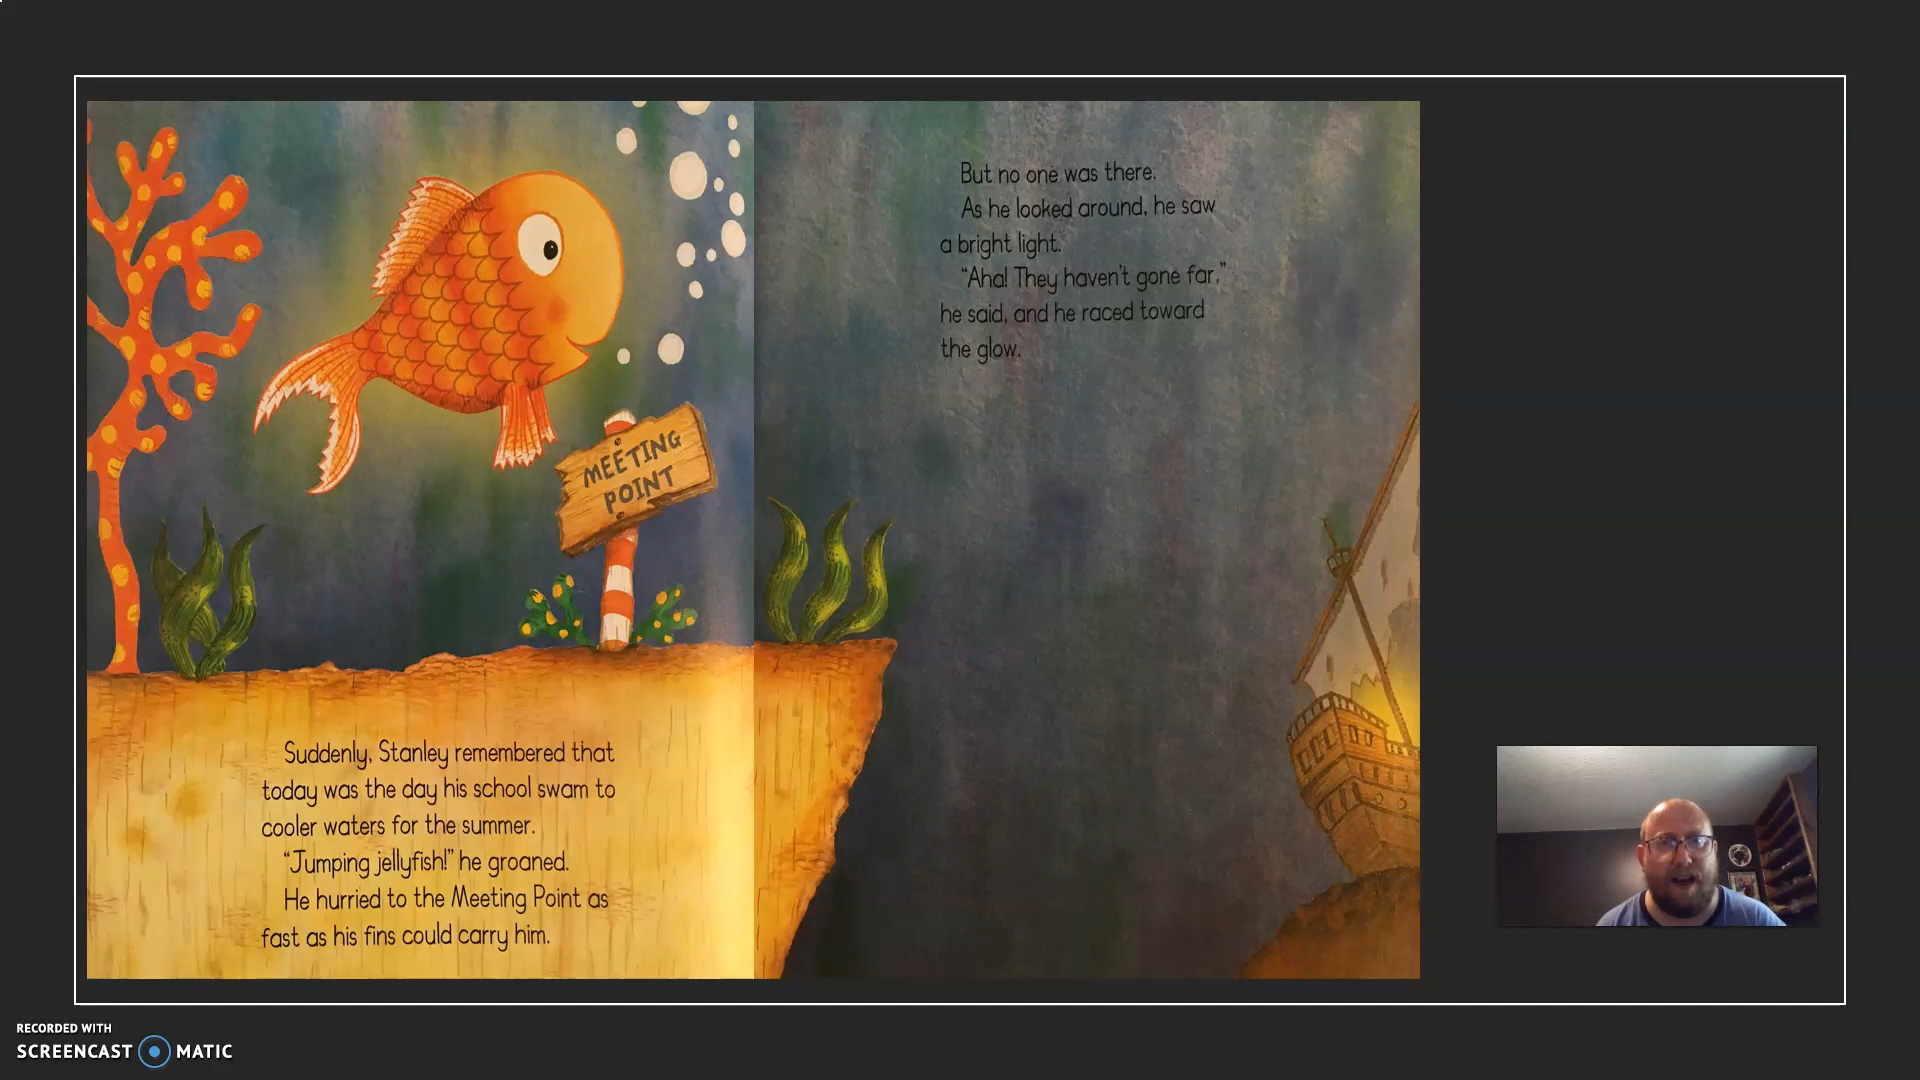 MEETING
POINT
Suddenly, Stanley remembered that
today was the day his school swam to
cooler waters for the summer.
“Jumping jellyfish!” he groaned.
He hurried to the Meeting Point as
fast as his fins could carry him.
But no one was there.
As he looked around, he saw
a bright light.
“Aha! They haven’t gone far,”
he said, and he raced toward
the glow.
RECORDED WITH
SCREENCAST MATIC